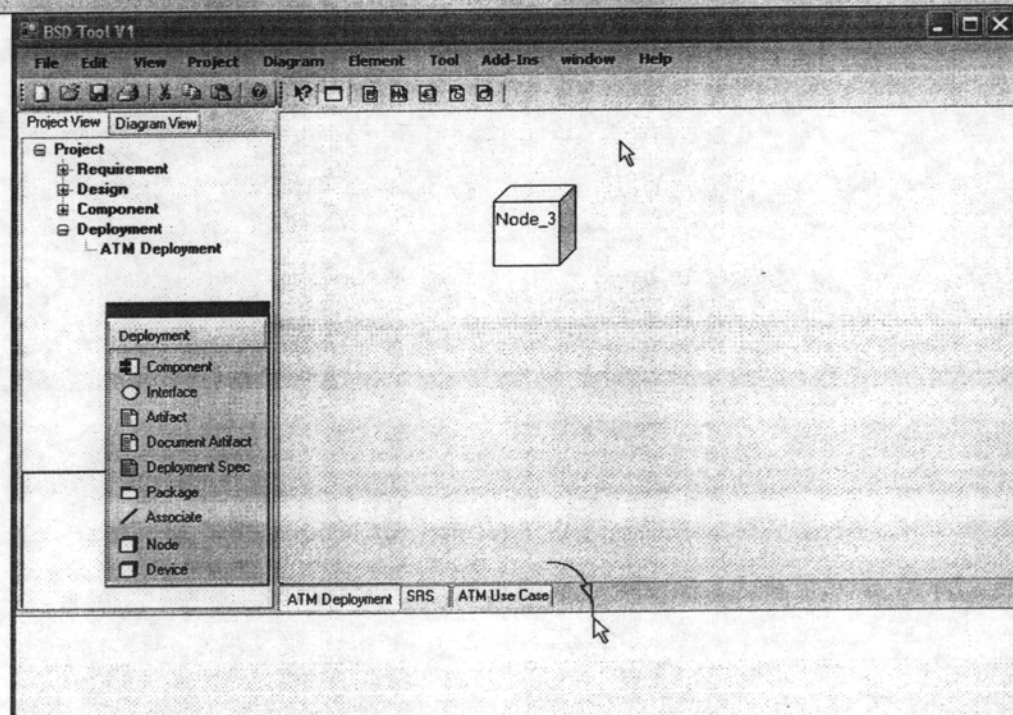 BSD Tool V1
File Edit View Project Diagram Element Tool Add-Ins window Help
Project View Diagram View
Project
Requirement
Design
Component
Deployment
ATM Deployment
Node_3
Deployment
Component
Interface
Artifact
Document Artifact
Deployment Spec
Package
Associate
Node
Device
ATM Deployment SRS ATM Use Case